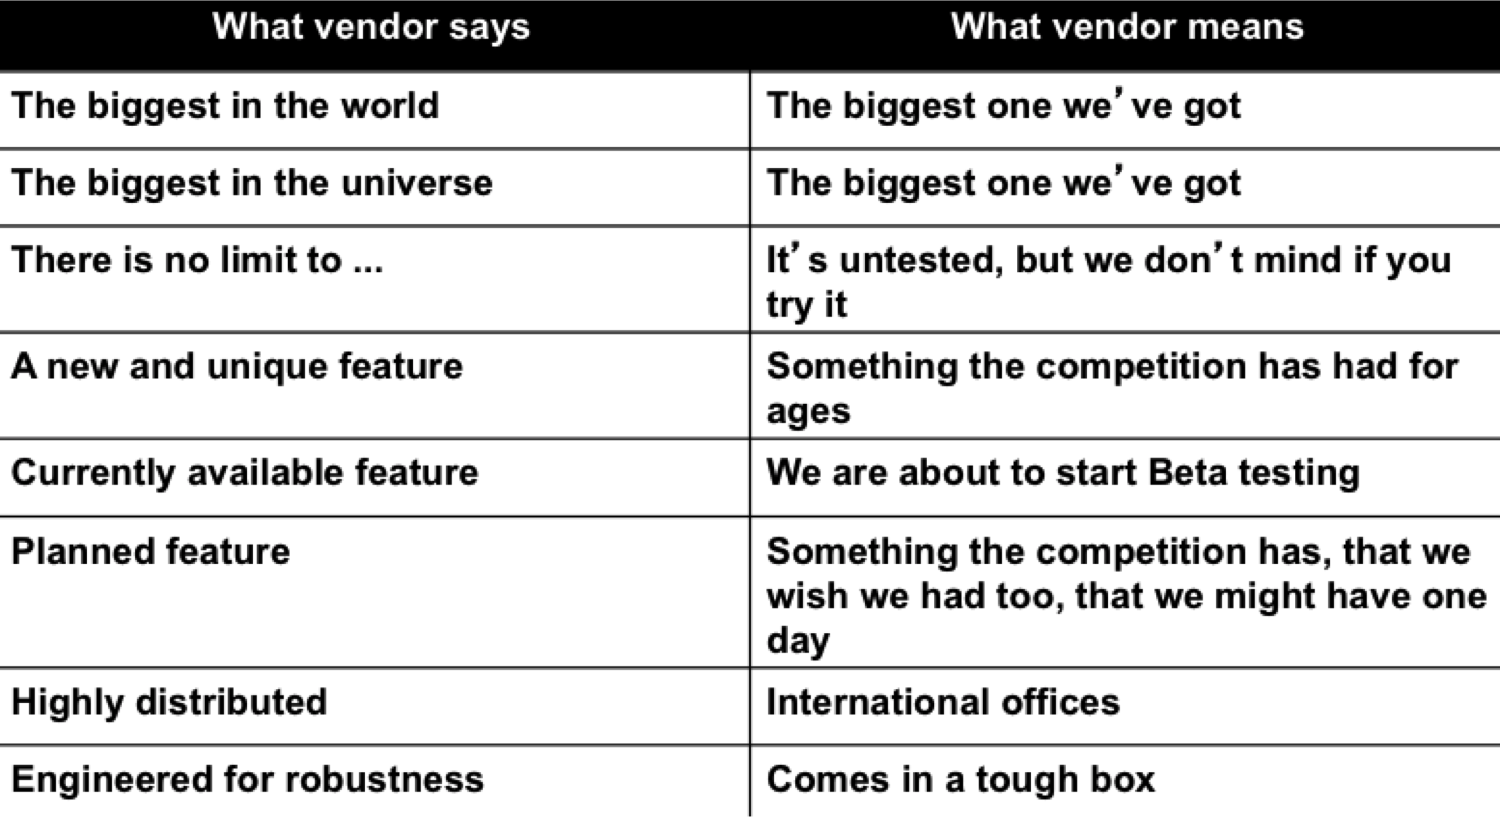 What vendor says
What vendor means
The biggest in the world
The biggest one we’ve got
The biggest in the universe
The biggest one we’ve got
There is no limit to ...
It’s untested, but we don’t mind if you
try it
A new and unique feature
Something the competition has had for
ages
Currently available feature
We are about to start Beta testing
Planned feature
Something the competition has, that we
wish we had too, that we might have one
day
Highly distributed
International offices
Engineered for robustness
Comes in a tough box